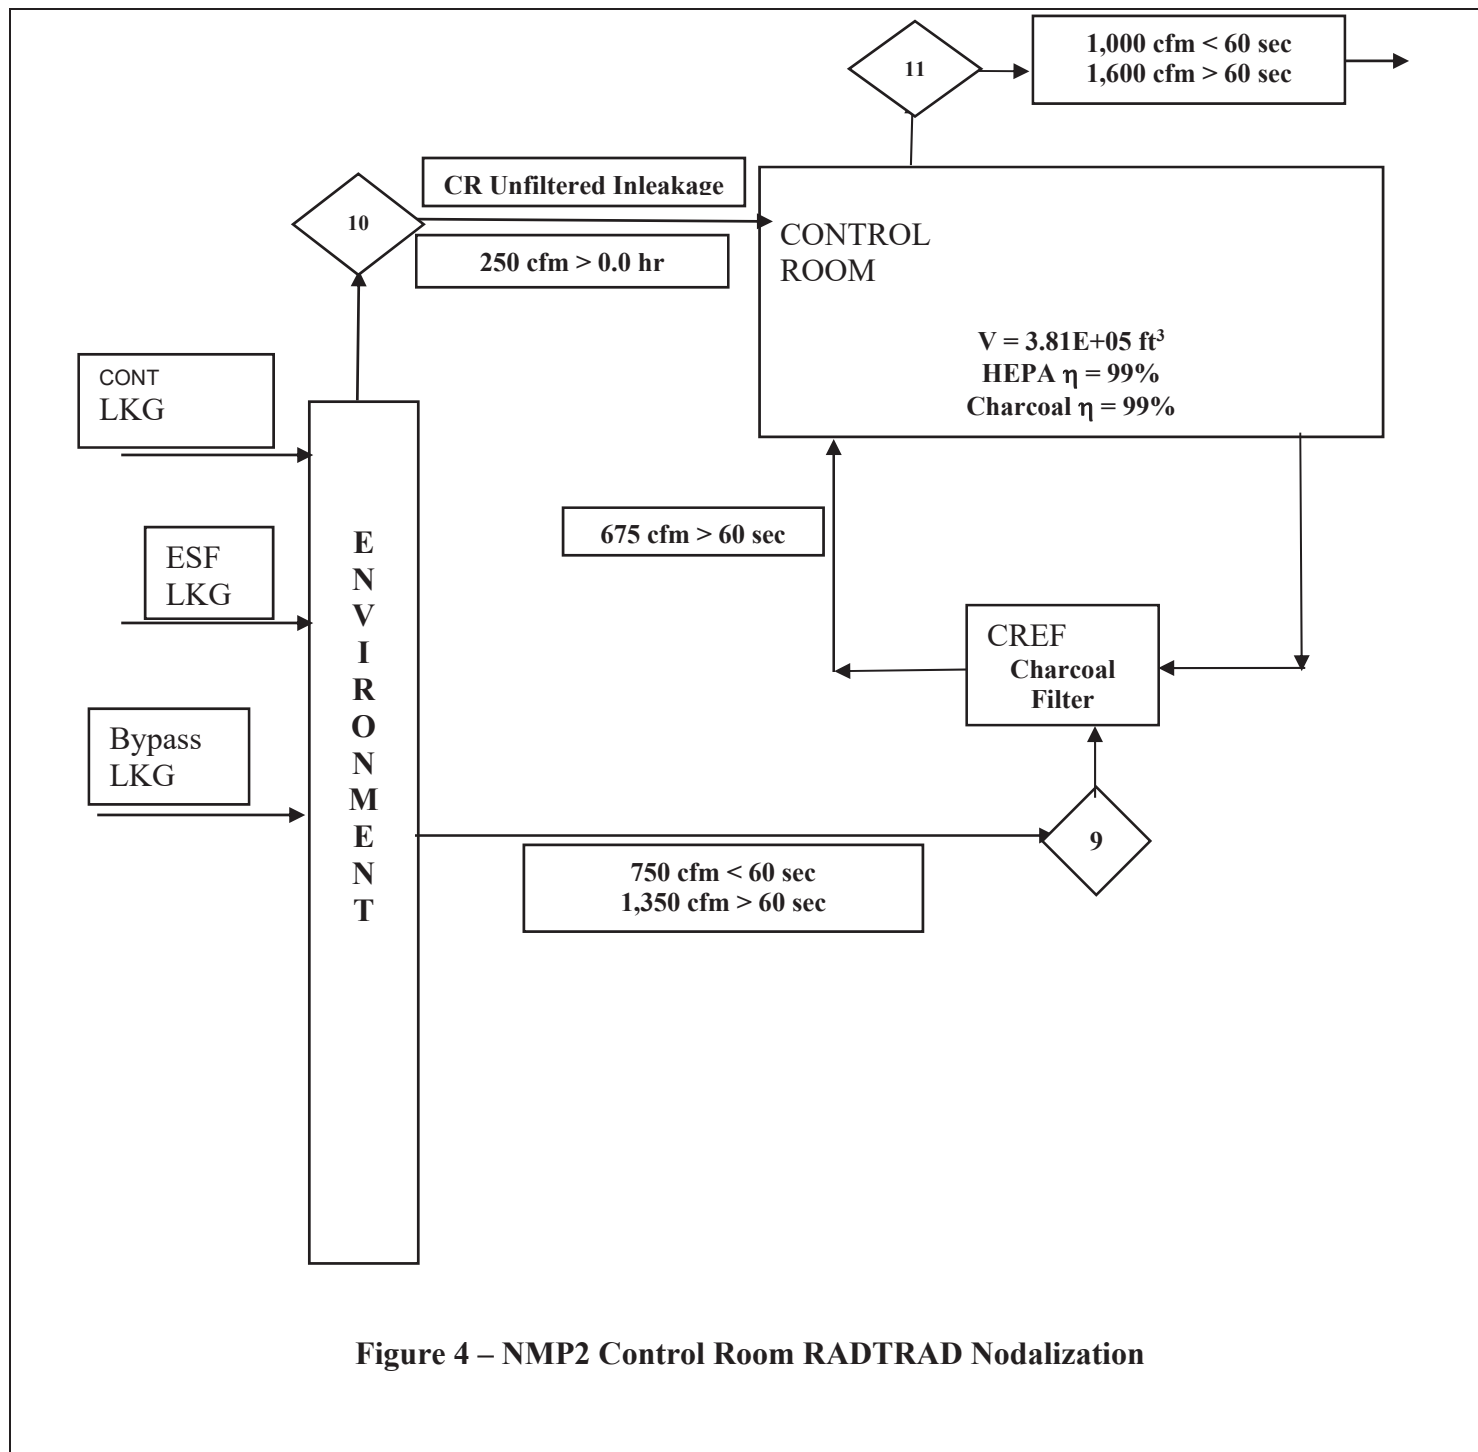 11
1,000 cfm < 60 sec
1,600 cfm > 60 sec
10
CR Unfiltered Inleakage
250 cfm > 0.0 hr
CONTROL
ROOM
V = 3.81E+05 ft³
HEPA η = 99%
Charcoal η = 99%
CONT
LKG
ESF
LKG
Bypass
LKG
E
N
V
I
R
O
N
M
E
N
T
675 cfm > 60 sec
CREF
Charcoal
Filter
9
750 cfm < 60 sec
1,350 cfm > 60 sec
Figure 4 – NMP2 Control Room RADTRAD Nodalization